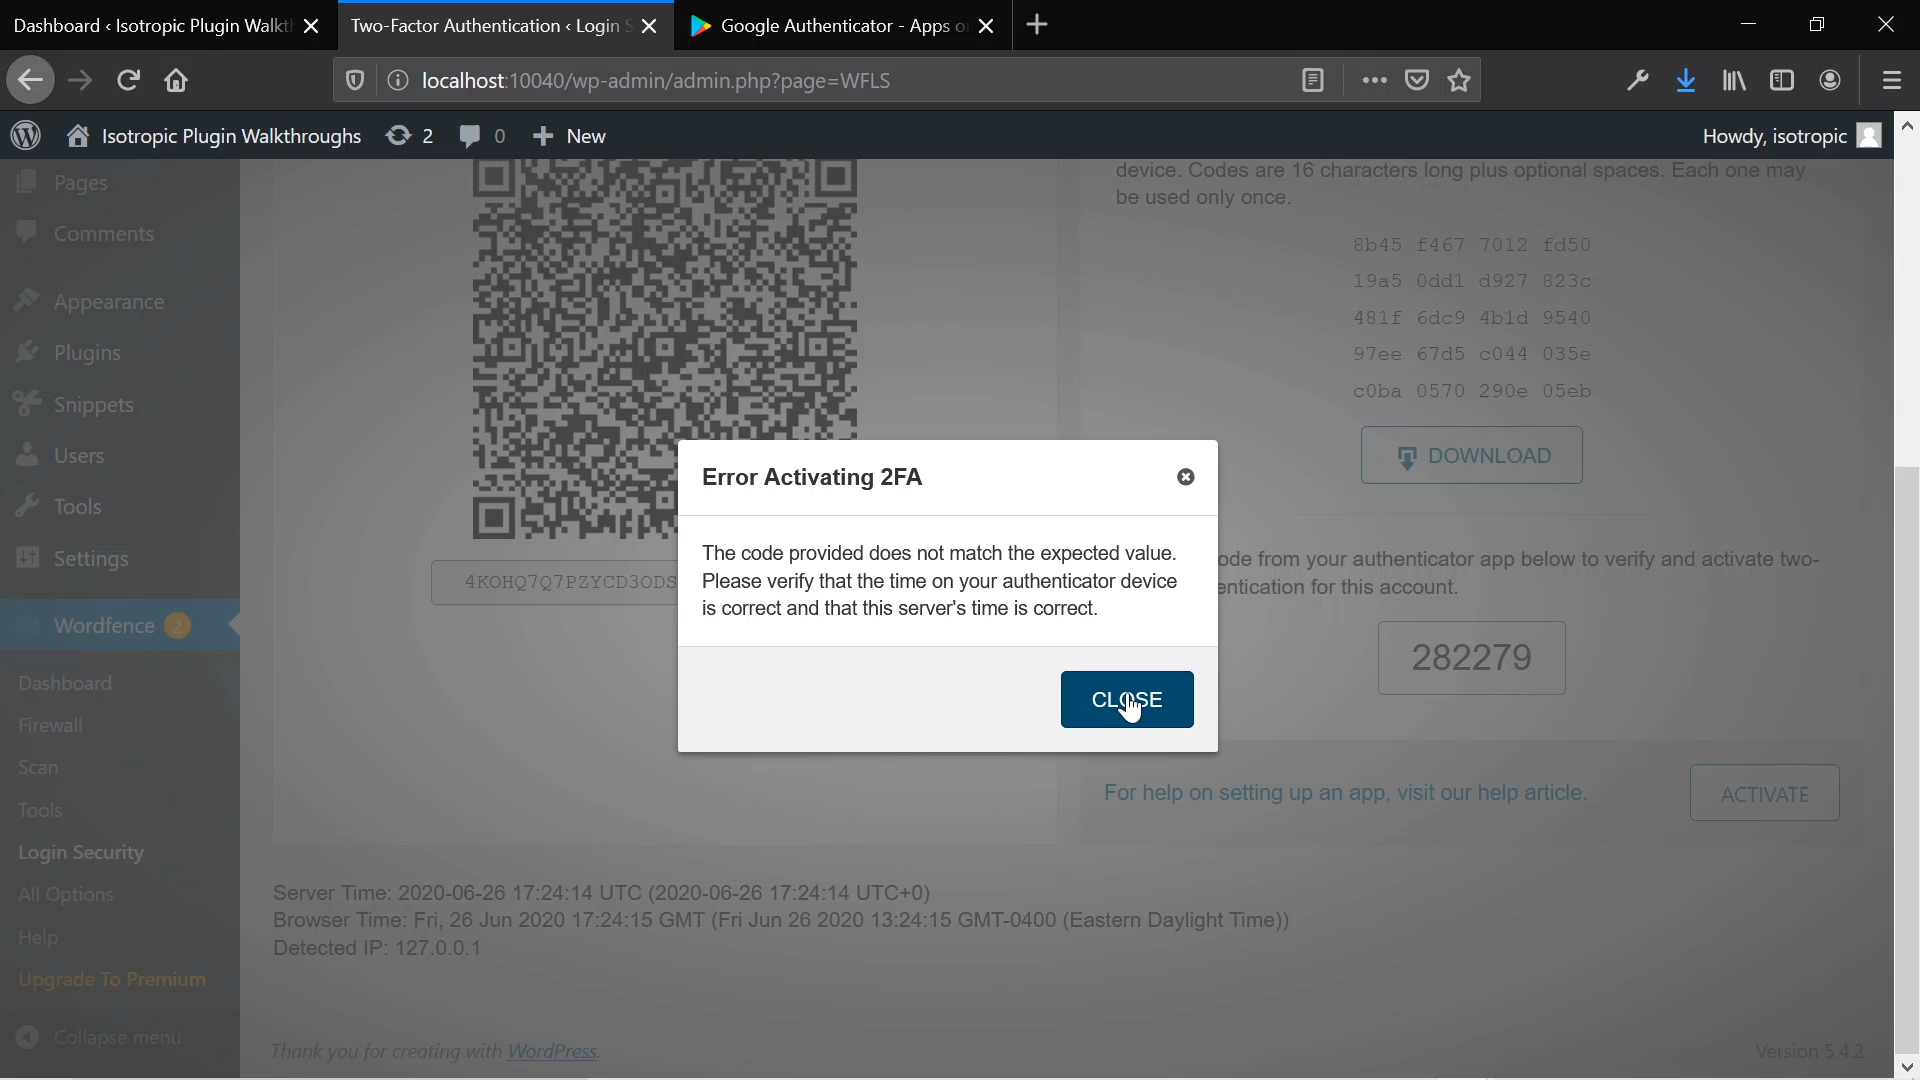 Dashboard ‹ Isotropic Plugin Walkt
Two-Factor Authentication ‹ Login S
Google Authenticator - Apps o
localhost:10040/wp-admin/admin.php?page=WFLS
Isotropic Plugin Walkthroughs 2 0 New
Howdy, isotropic
Pages
Comments
Appearance
Plugins
Snippets
Users
Tools
Settings
Wordfence 2
Dashboard
Firewall
Scan
Tools
Login Security
All Options
Help
Upgrade To Premium
Collapse menu
device. Codes are 16 characters long plus optional spaces. Each one may
be used only once.
8b45 f467 7012 fd50
19a5 0dd1 d927 823c
481f 6dc9 4b1d 9540
97ee 67d5 c044 035e
c0ba 0570 290e 05eb
DOWNLOAD
4KOHQ7Q7PZYCD3ODS
Error Activating 2FA
The code provided does not match the expected value.
Please verify that the time on your authenticator device
is correct and that this server's time is correct.
CLOSE
ode from your authenticator app below to verify and activate two-
entication for this account.
282279
For help on setting up an app, visit our help article.
ACTIVATE
Server Time: 2020-06-26 17:24:14 UTC (2020-06-26 17:24:14 UTC+0)
Browser Time: Fri, 26 Jun 2020 17:24:15 GMT (Fri Jun 26 2020 13:24:15 GMT-0400 (Eastern Daylight Time))
Detected IP: 127.0.0.1
Thank you for creating with WordPress.
Version 5.4.2